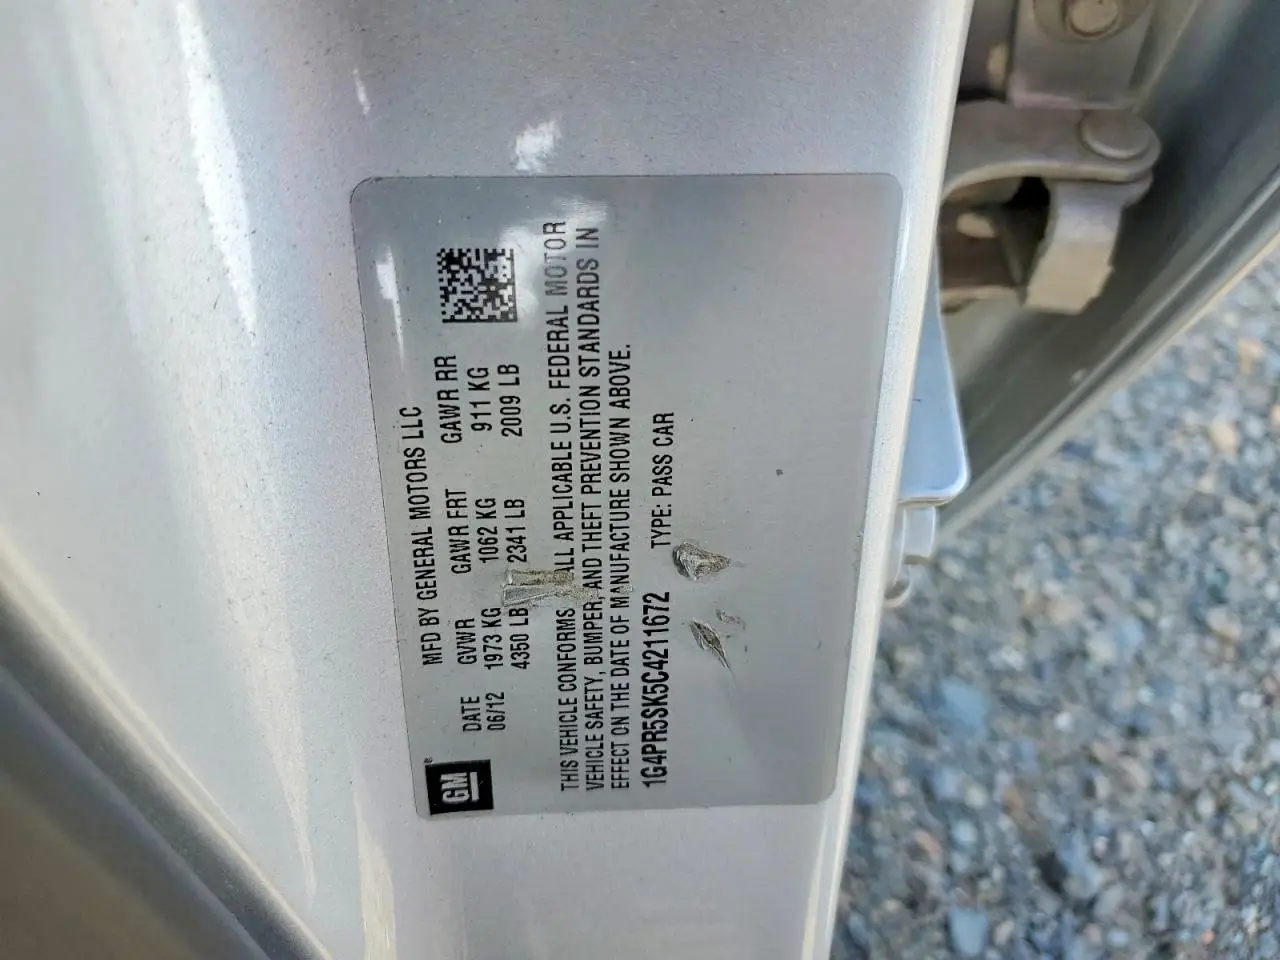 GM
MFD BY GENERAL MOTORS LLC
DATE GVWR GAWR FRT GAWR RR
06/12 1973 KG 1062 KG 911 KG
4350 LB 2341 LB 2009 LB
THIS VEHICLE CONFORMS ALL APPLICABLE U.S. FEDERAL MOTOR
VEHICLE SAFETY, BUMPER, AND THEFT PREVENTION STANDARDS IN
EFFECT ON THE DATE OF MANUFACTURE SHOWN ABOVE.
1G4PR5SK5C4211672 TYPE: PASS CAR